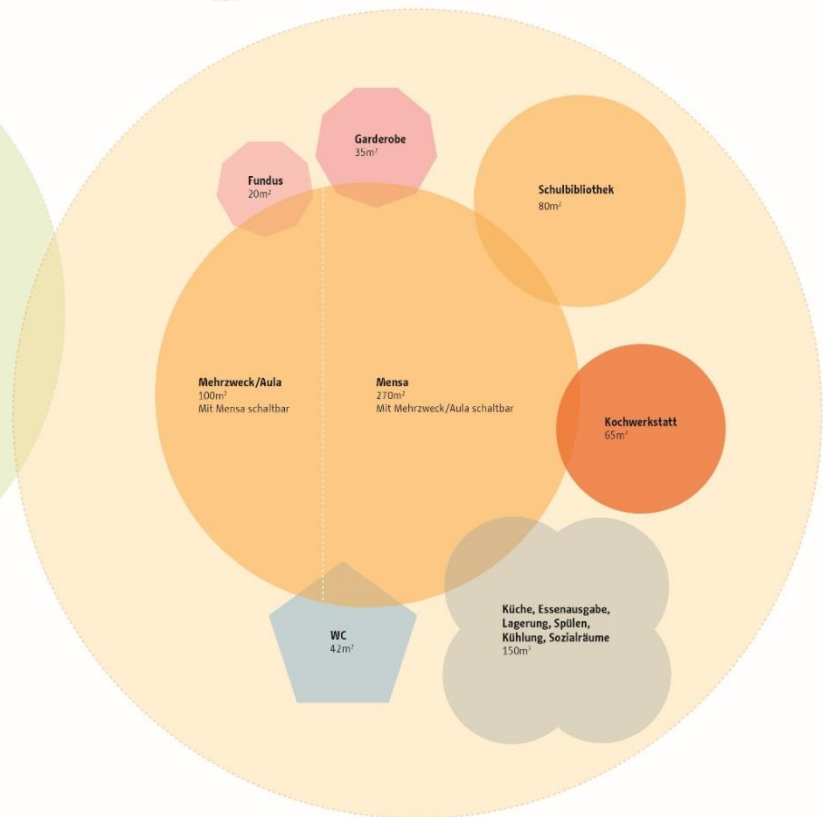 Garderobe
35m²
Fundus
20m²
Schulbibliothek
80m²
Mehrzweck/Aula
100m²
Mit Mensa schaltbar
Mensa
270m²
Mit Mehrzweck/Aula schaltbar
Kochwerkstatt
65m²
Küche, Essenausgabe,
Lagerung, Spülen,
Kühlung, Sozialräume
150m²
WC
42m²